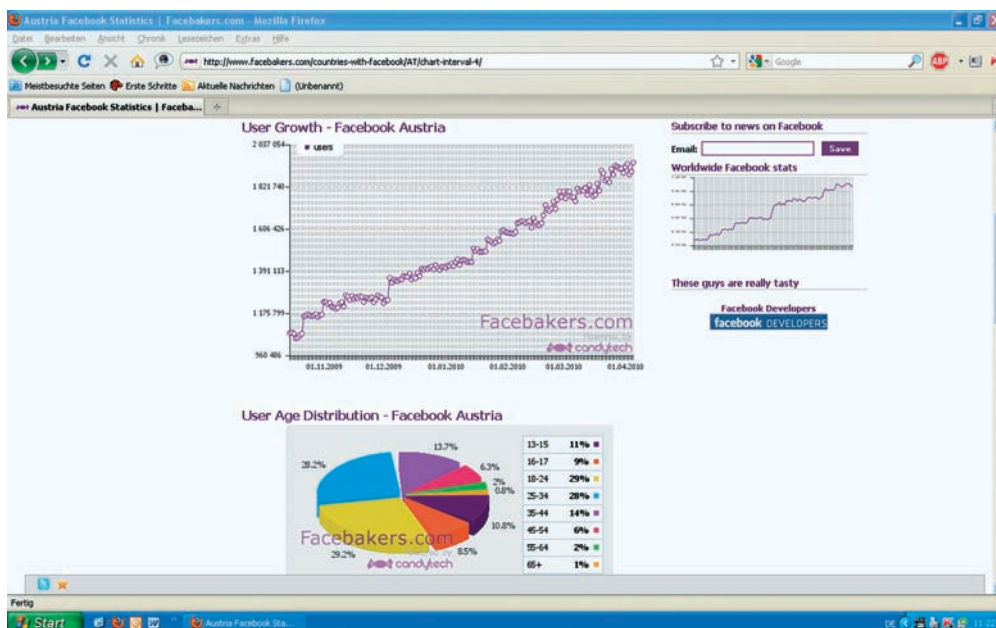 Austria Facebook Statistics | Facebakers.com - Mozilla Firefox
Datei Bearbeiten Ansicht Chronik Lesezeichen Extras Hilfe
http://www.facebakers.com/countries-with-facebook/AT/chart-interval-4/
Google
ABP
Meistbesuchte Seiten Erste Schritte Aktuelle Nachrichten (Unbenannt)
Austria Facebook Statistics | Faceba...
User Growth - Facebook Austria
users
2 037 054
1 821 740
1 606 426
1 391 113
1 175 799
960 486
Facebakers.com
Powered by
candytech
01.11.2009 01.12.2009 01.01.2010 01.02.2010 01.03.2010 01.04.2010
Subscribe to news on Facebook
Email: Save
Worldwide Facebook stats
These guys are really tasty
Facebook Developers
facebook DEVELOPERS
User Age Distribution - Facebook Austria
13.7%
28.2%
6.3%
2%
0.8%
10.8%
8.5%
29.2%
Facebakers.com
candytech
13-15 11%
16-17 9%
18-24 29%
25-34 28%
35-44 14%
45-54 6%
55-64 2%
65+ 1%
Fertig
Start
Austria Facebook Sta...
DE
11:22